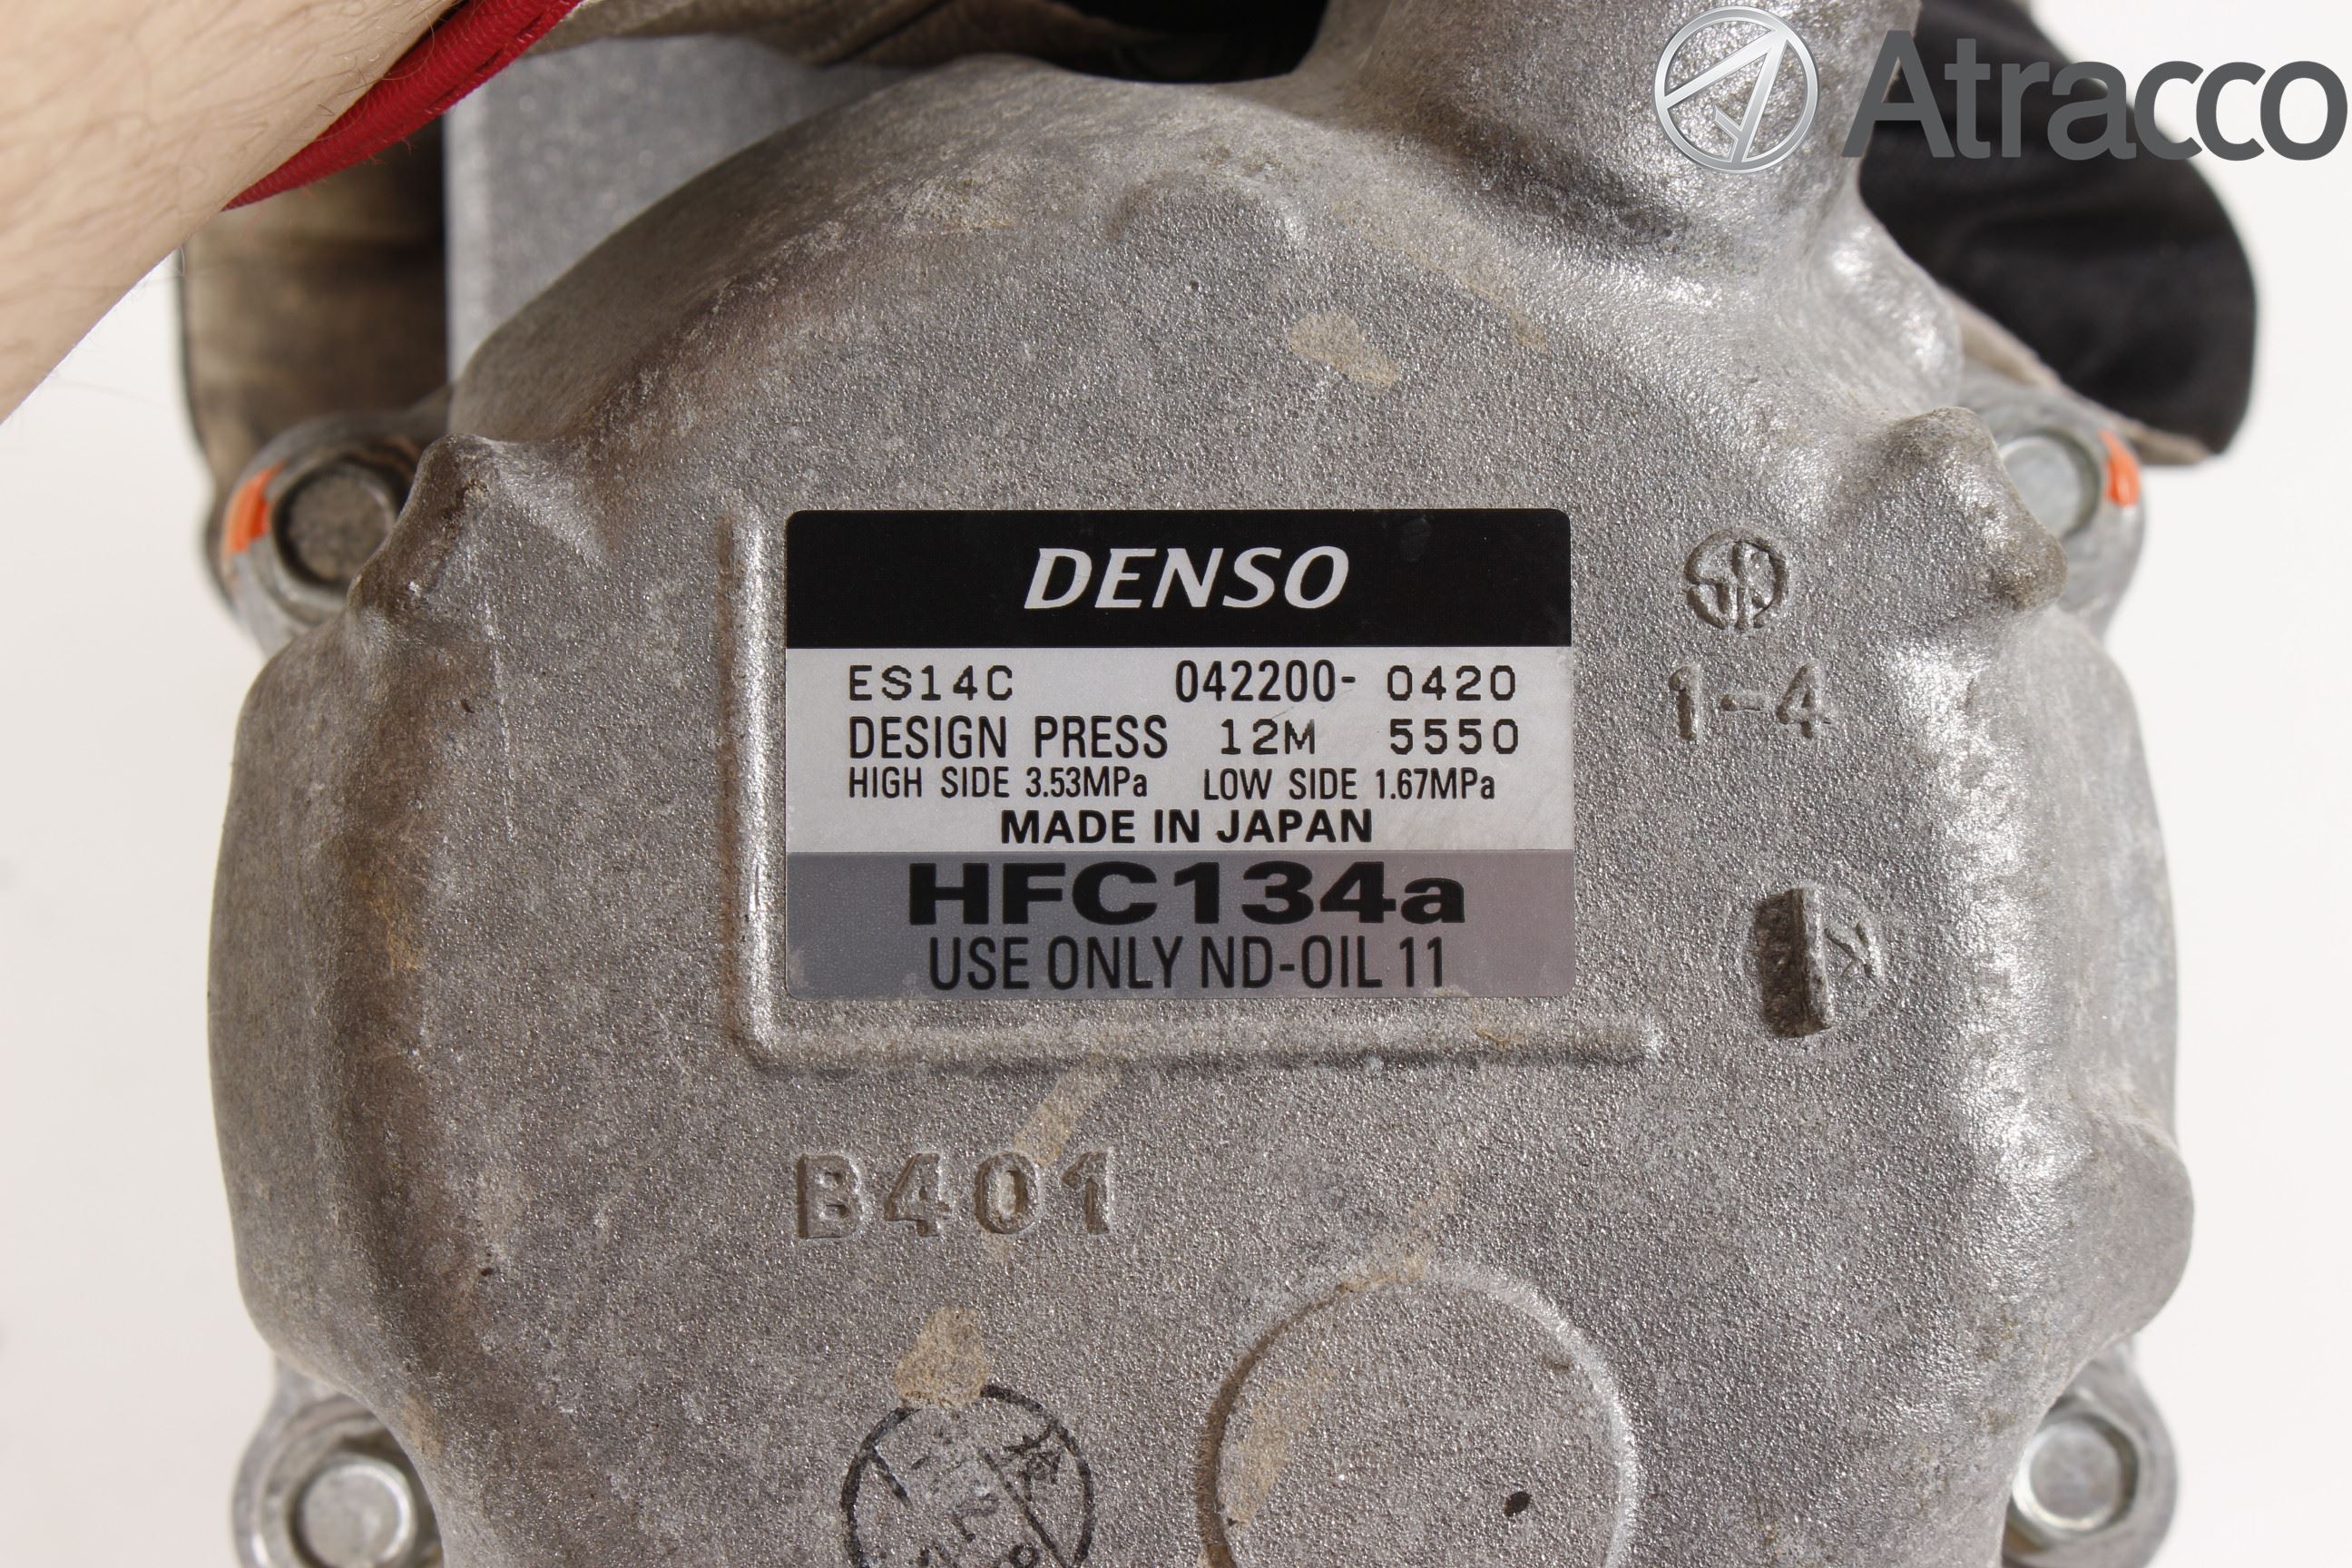 Atracco
DENSO
ES14C 042200- 0420
DESIGN PRESS 12M 5550
HIGH SIDE 3.53MPa LOW SIDE 1.67MPa
MADE IN JAPAN
HFC134a
USE ONLY ND-OIL 11
1-4
B401